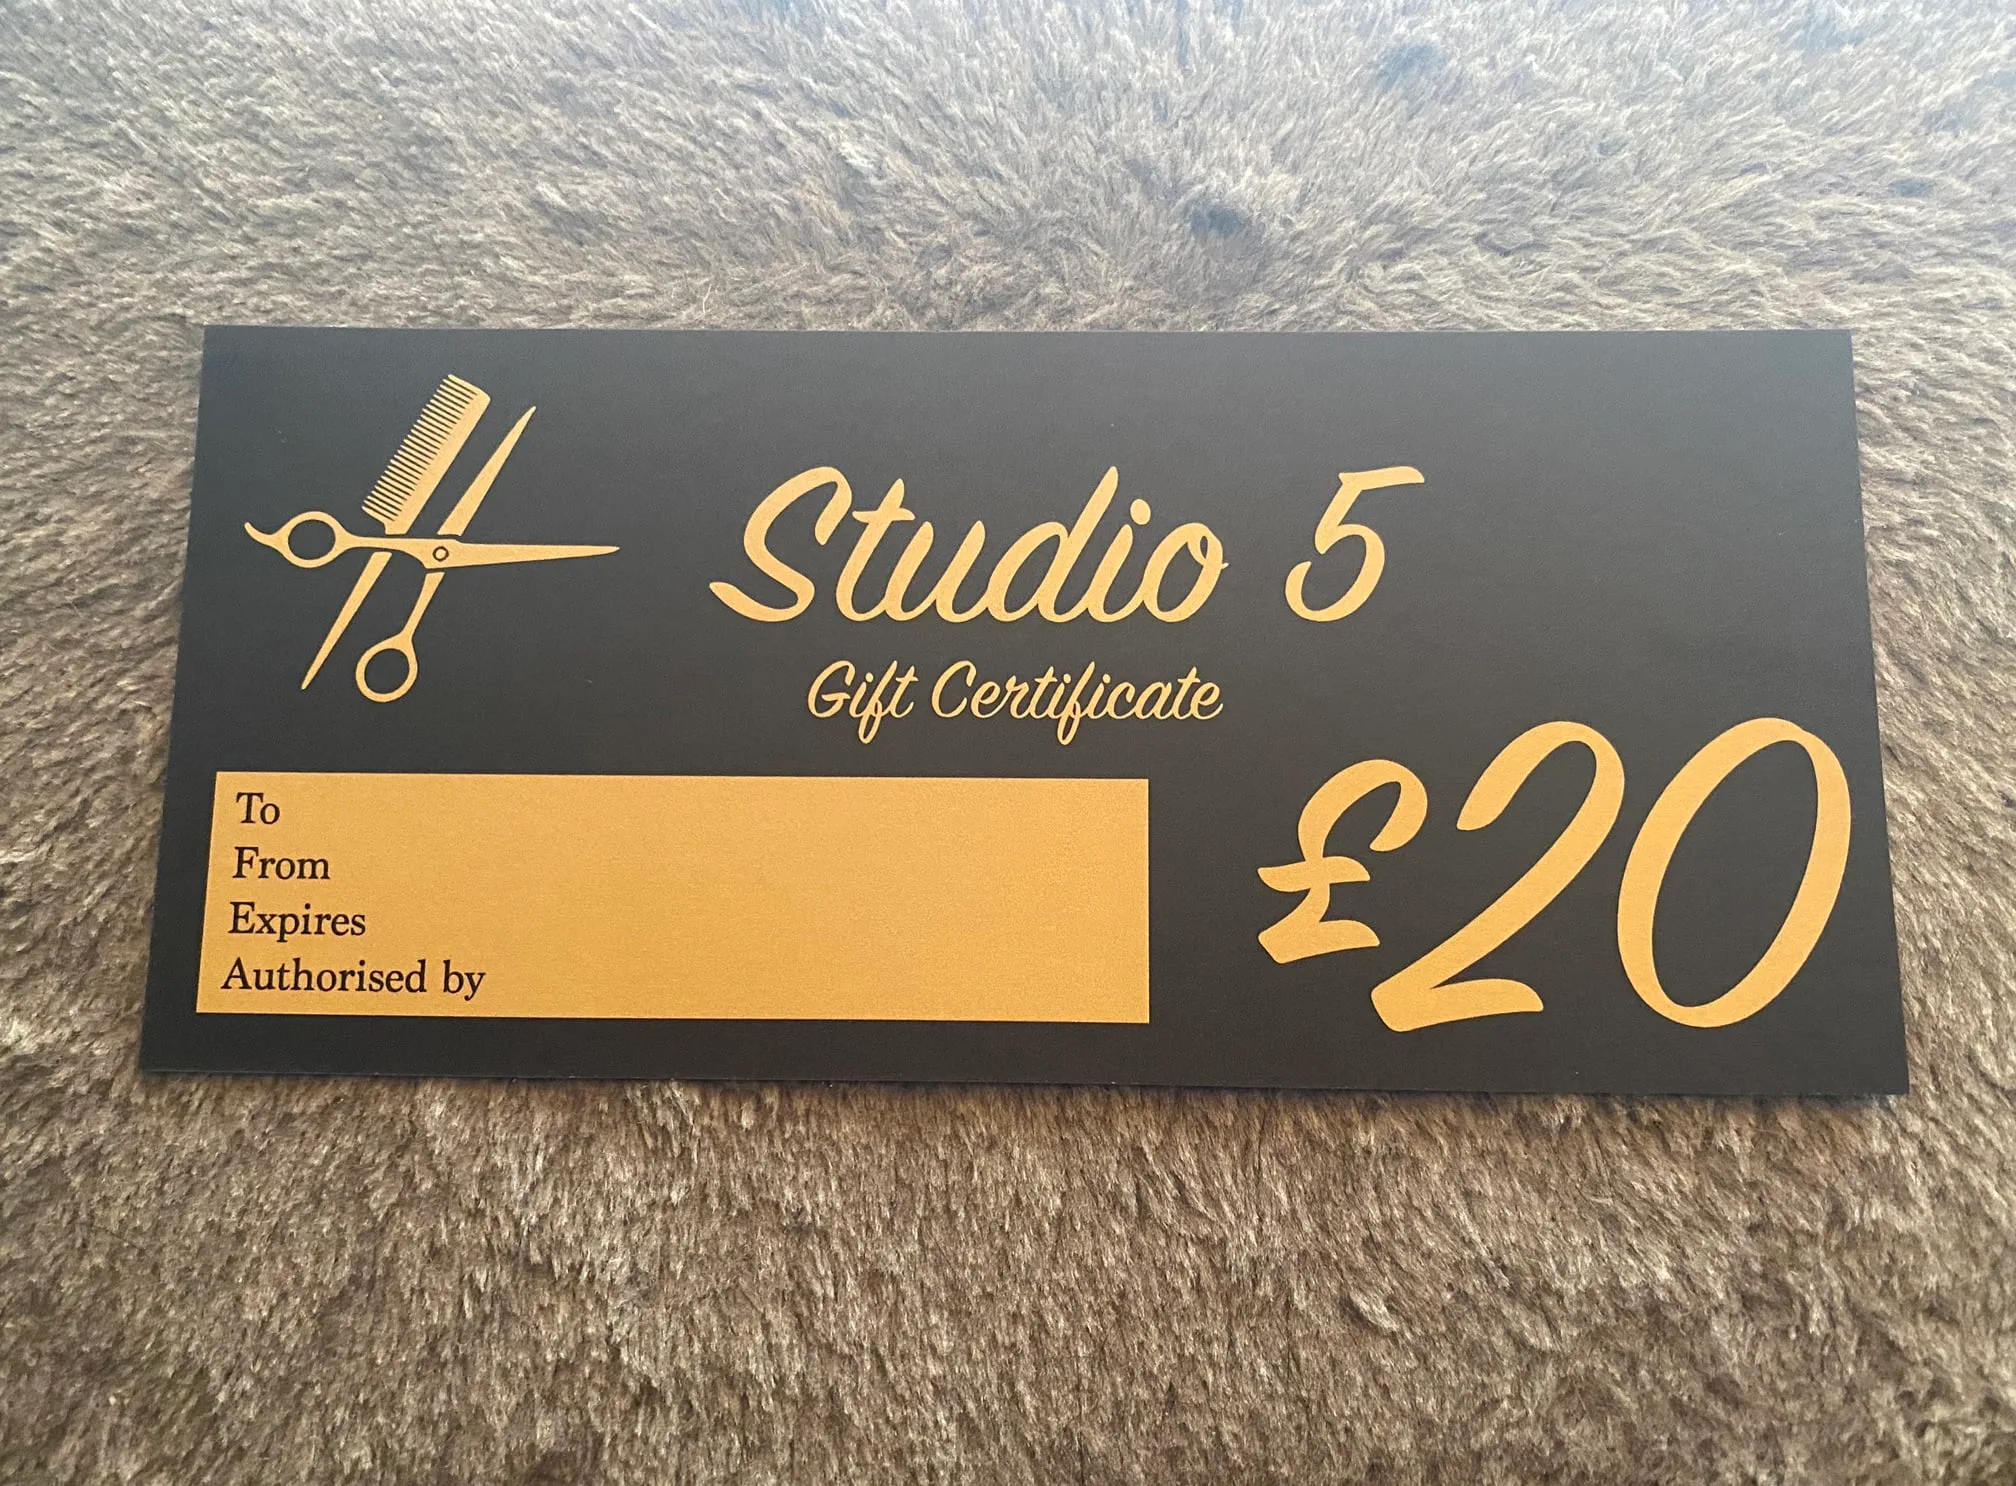 Studio 5
Gift Certificate
To
From
Expires
Authorised by
£20